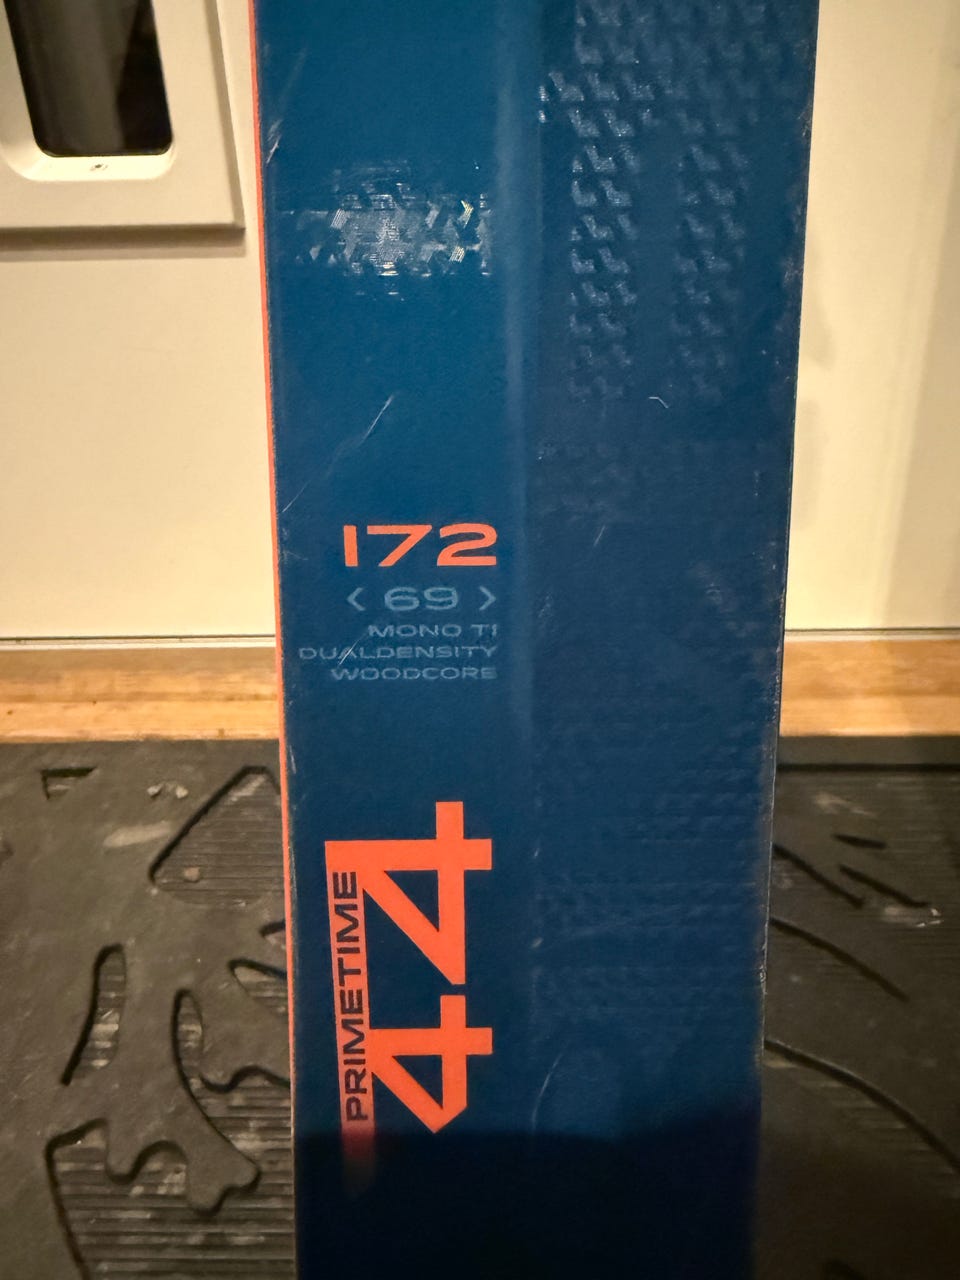 172
< 69 >
MONO TI
DUALDENSITY
WOODCORE
PRIMETIME
44